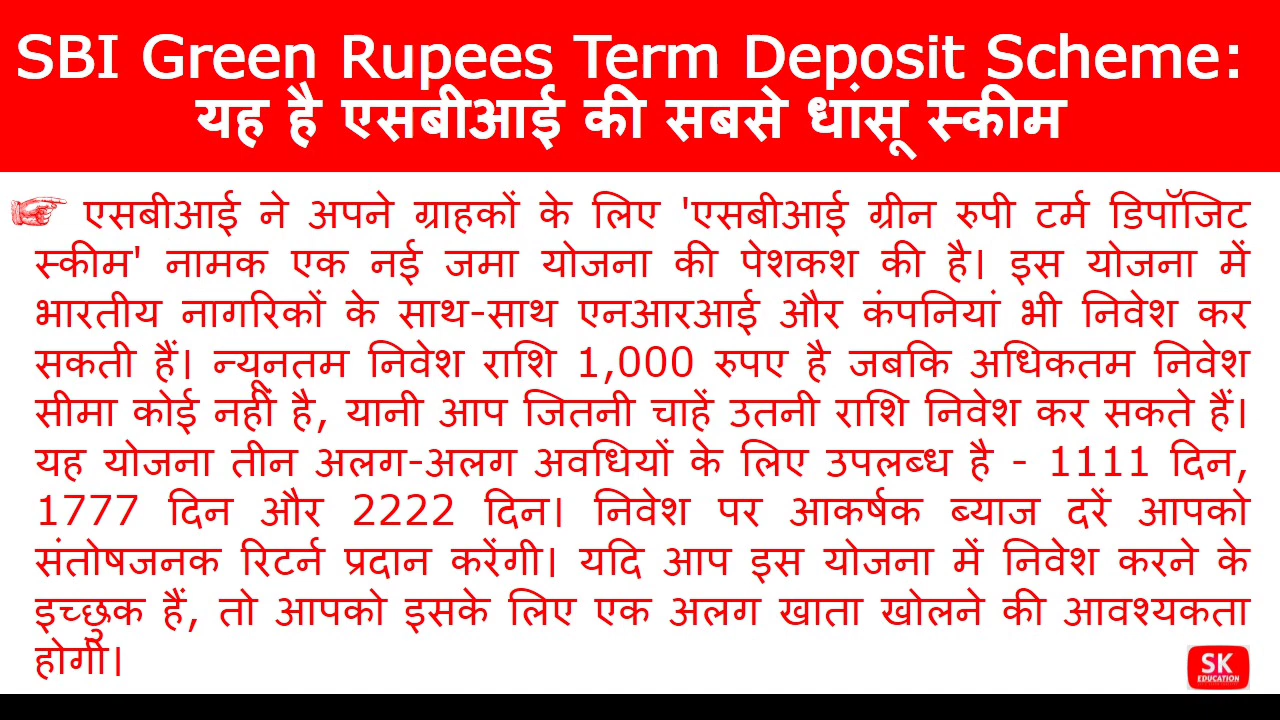 SBI Green Rupees Term Deposit Scheme:
यह है एसबीआई की सबसे धांसू स्कीम
एसबीआई ने अपने ग्राहकों के लिए 'एसबीआई ग्रीन रुपी टर्म डिपॉजिट
स्कीम' नामक एक नई जमा योजना की पेशकश की है। इस योजना में
भारतीय नागरिकों के साथ-साथ एनआरआई और कंपनियां भी निवेश कर
सकती हैं। न्यूनतम निवेश राशि 1,000 रुपए है जबकि अधिकतम निवेश
सीमा कोई नहीं है, यानी आप जितनी चाहें उतनी राशि निवेश कर सकते हैं।
यह योजना तीन अलग-अलग अवधियों के लिए उपलब्ध है - 1111 दिन,
1777 दिन और 2222 दिन। निवेश पर आकर्षक ब्याज दरें आपको
संतोषजनक रिटर्न प्रदान करेंगी। यदि आप इस योजना में निवेश करने के
इच्छुक हैं, तो आपको इसके लिए एक अलग खाता खोलने की आवश्यकता
होगी।
SK
EDUCATION